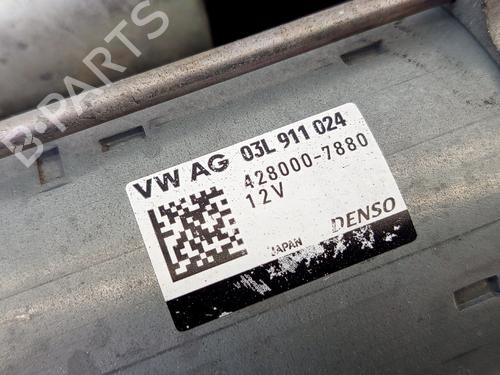 B-PARTS
VW AG 03L 911 024
428000-7880
12V
JAPAN DENSO